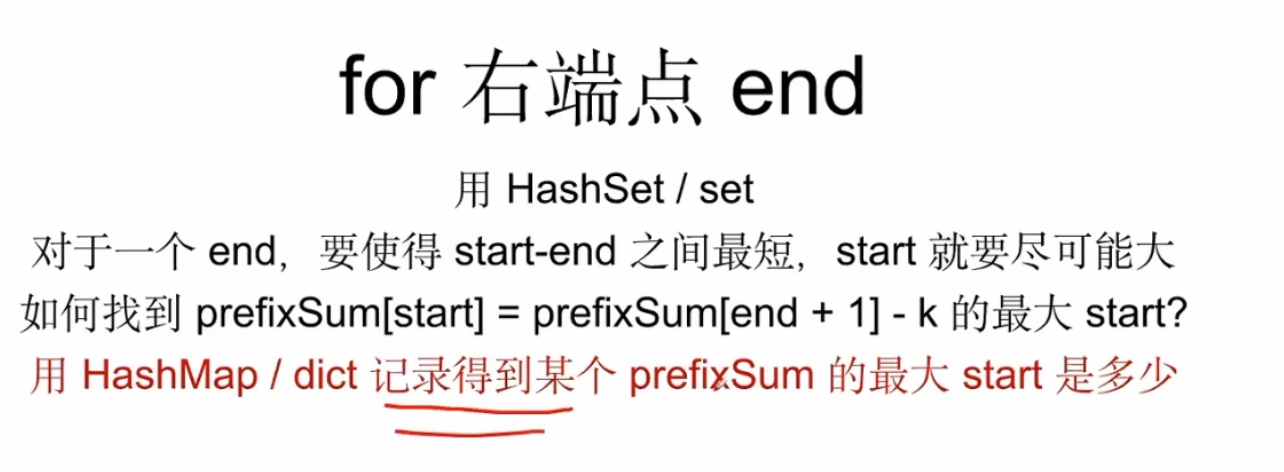 for 右端点 end
用 HashSet / set
对于一个 end，要使得 start-end 之间最短，start 就要尽可能大
如何找到 prefixSum[start] = prefixSum[end + 1] - k 的最大 start?
用 HashMap / dict 记录得到某个 prefixSum 的最大 start 是多少